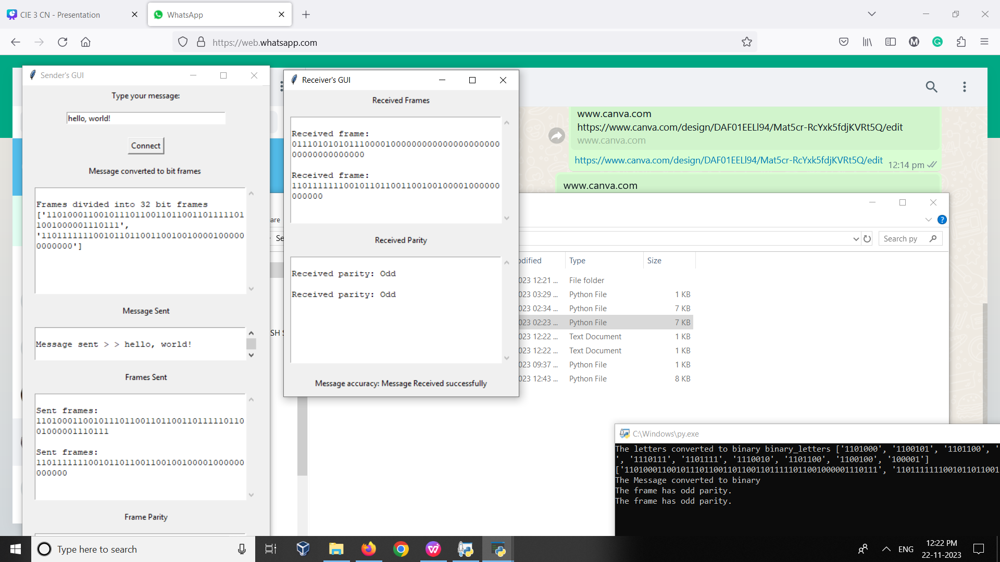 CIE 3 CN - Presentation
WhatsApp
https://web.whatsapp.com
Sender's GUI
Type your message:
hello, world!
Connect
Message converted to bit frames
Frames divided into 32 bit frames
['1101000110010111011001101100110111101
1001000001110111',
'1101111111001011011001100100100001000000
0000000']
Message Sent
Message sent > > hello, world!
Frames Sent
Sent frames:
1101000110010111011001101100110111110110
01000001110111
Sent frames:
1101111111001011011001100100100001000000
000000
Frame Parity
Receiver's GUI
Received Frames
Received frame:
0111010101011100001000000000000000000000
00000000000000
Received frame:
1101111111001011011001100100100001000000
000000
Received Parity
Received parity: Odd
Received parity: Odd
Message accuracy: Message Received successfully
www.canva.com
https://www.canva.com/design/DAF01EELl94/Mat5cr-RcYxk5fdjKVRt5Q/edit
www.canva.com
https://www.canva.com/design/DAF01EELl94/Mat5cr-RcYxk5fdjKVRt5Q/edit
12:14 pm
www.canva.com
are
Se
Search py
SH S
odified Type Size
023 12:21 ... File folder
023 03:29 ... Python File 1 KB
023 02:34 ... Python File 7 KB
023 02:23 ... Python File 7 KB
023 12:22 ... Text Document 1 KB
023 12:22 ... Text Document 1 KB
023 09:37 ... Python File 1 KB
023 12:43 ... Python File 8 KB
C:\Windows\py.exe
The letters converted to binary binary_letters ['1101000', '1100101', '1101100', '
', '1110111', '1101111', '1110010', '1101100', '1100100', '100001']
['110100011001011101100110110011011111011001000001110111', '110111111100101101100
The Message converted to binary
The frame has odd parity.
The frame has odd parity.
Type here to search
ENG
12:22 PM
22-11-2023